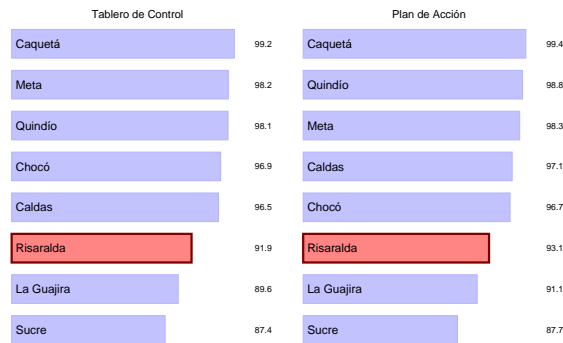 Tablero de Control
Caquetá 99.2
Meta 98.2
Quindío 98.1
Chocó 96.9
Caldas 96.5
Risaralda 91.9
La Guajira 89.6
Sucre 87.4
Plan de Acción
Caquetá 99.4
Quindío 98.8
Meta 98.3
Caldas 97.1
Chocó 96.7
Risaralda 93.1
La Guajira 91.1
Sucre 87.7